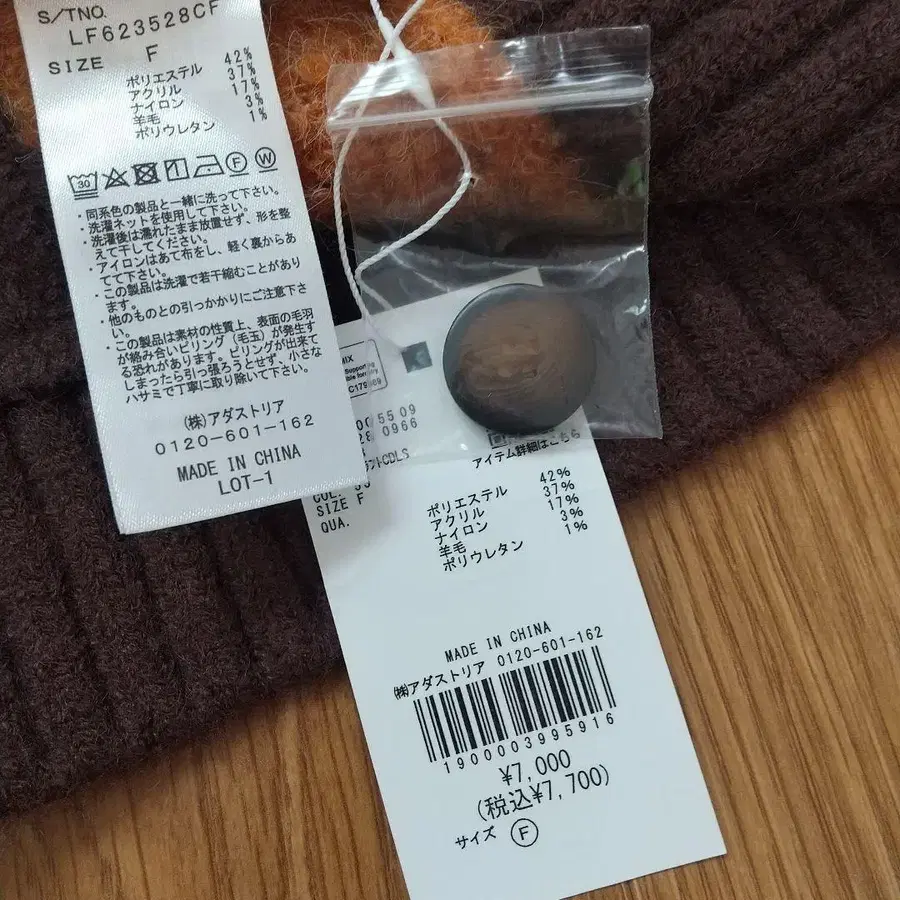 S/TNO.
LF623528CF
SIZE F
ポリエステル 42%
アクリル 37%
ナイロン 17%
羊毛 3%
ポリウレタン 1%
30
F W
・同系色の製品と一緒に洗って下さい。
・洗濯ネットを使用して下さい。
・洗濯後は濡れたまま放置せず、形を整
えて干してください。
・アイロンはあて布をし、軽く裏からあ
てて下さい。
・この製品は洗濯で若干縮むことがあり
ます。
・他のものとの引っかかりにご注意下さ
い。
・この製品は素材の性質上、表面の毛羽
が絡み合いピリング(毛玉)が発生す
る恐れがあります。ピリングが出来て
しまったら引っ張ろうとせず、小さな
ハサミで丁寧に取り除いて下さい。
(株)アダストリア
0120-601-162
MADE IN CHINA
LOT-1
MIX
Supporting
5509
0966
CDLS
アイテム詳細はこちら
SIZE F
QUA.
ポリエステル 42%
アクリル 37%
ナイロン 17%
羊毛 3%
ポリウレタン 1%
MADE IN CHINA
㈱アダストリア 0120-601-162
1900003995916
¥7,000
(税込¥7,700)
サイズ Ⓕ